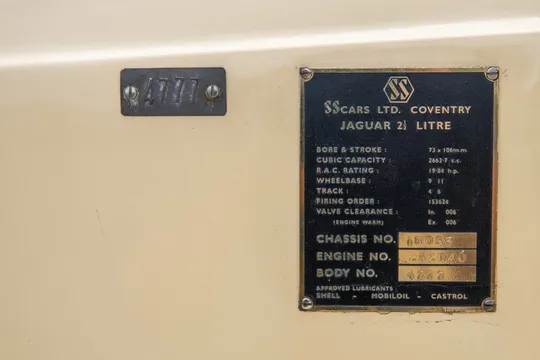 4777
SS
SS CARS LTD. COVENTRY
JAGUAR 2½ LITRE
BORE & STROKE : 73 x 106 m.m.
CUBIC CAPACITY : 2663·7 c.c.
R.A.C. RATING : 19·84 h.p.
WHEELBASE : 9 11
TRACK : 4 6
FIRING ORDER : 153624
VALVE CLEARANCE : In. 006"
(ENGINE WARM) Ex. 006"
CHASSIS NO.
ENGINE NO.
BODY NO.
APPROVED LUBRICANTS
SHELL - MOBILOIL - CASTROL